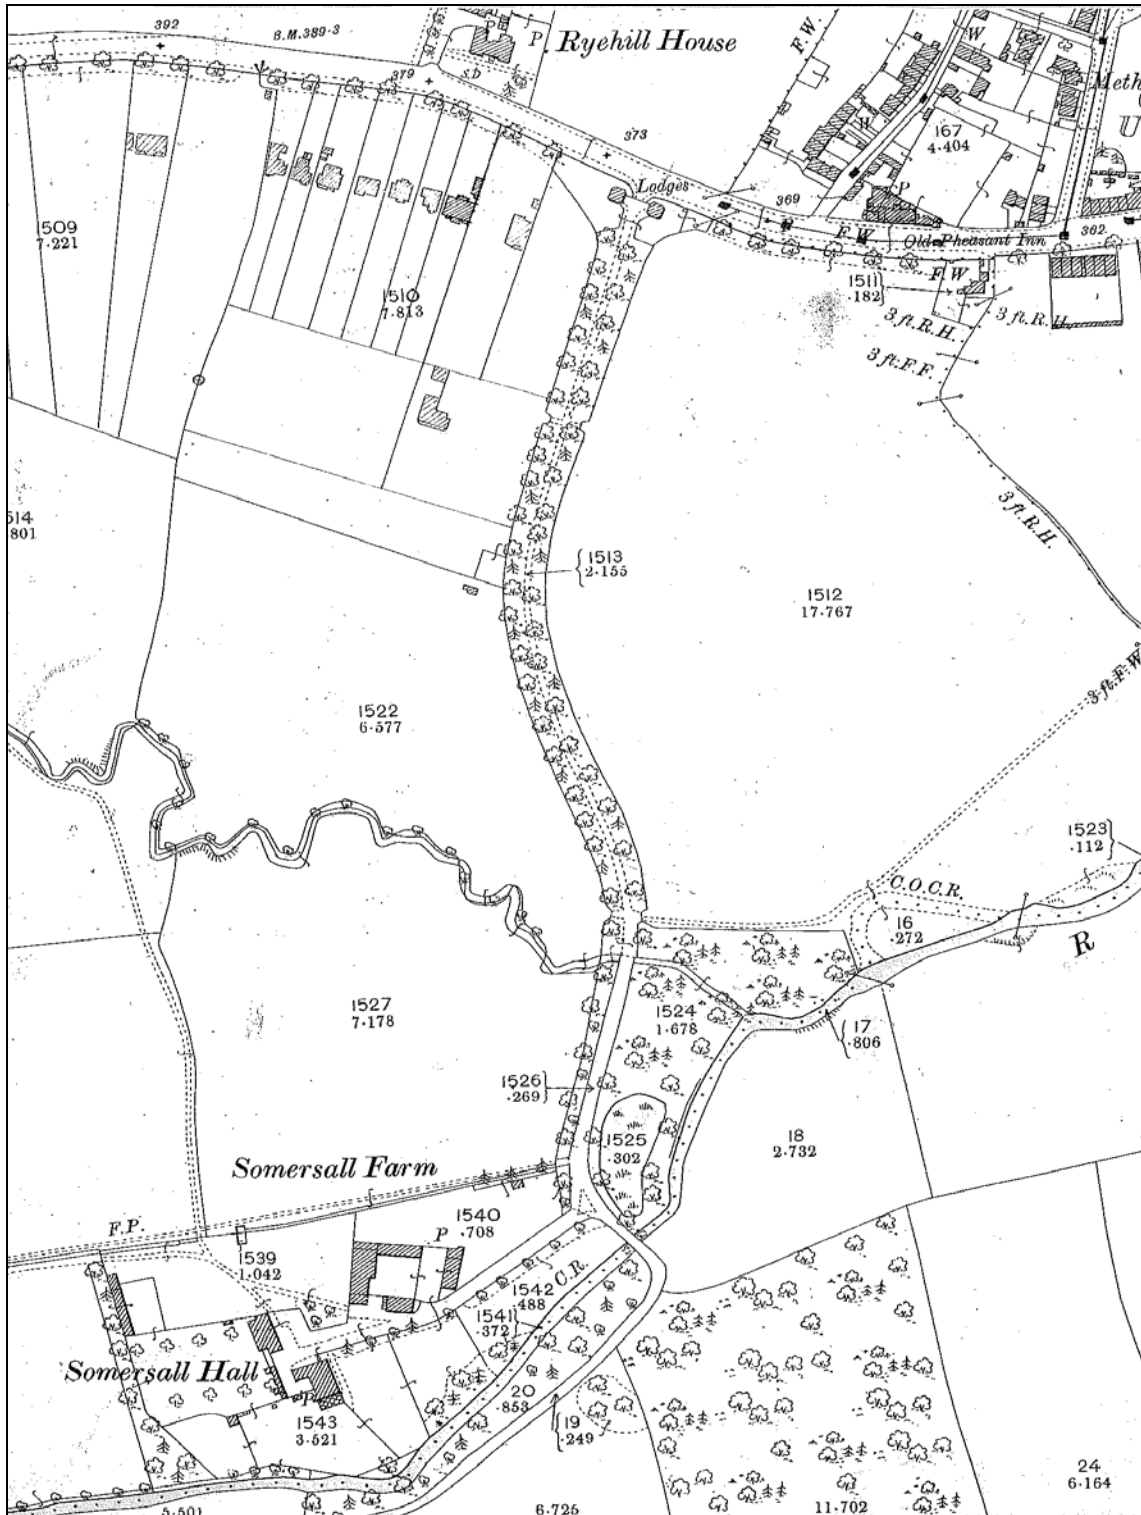 392
B.M.389·3
P
P
Ryehill House
F.W.
W
Meth
U
379
s.b
373
W
167
4.404
Lodges
369
P
F.W.
362
Old Pheasant Inn
1509
7.221
1510
7.813
F.W
1511
.182
3 ft.R.H.
3 ft.R.H.
3 ft.F.F.
3 ft.R.H.
514
801
1513
2.155
1512
17.767
3 ft.F.W
1522
6.577
1523
.112
C.O.C.R.
16
.272
R
1527
7.178
1524
1.678
17
.806
1526
.269
1525
.302
18
2.732
Somersall Farm
F.P.
1540
.708
P
1539
1.042
C.R.
1542
.488
1541
.372
Somersall Hall
20
.853
P
1543
3.521
19
.249
24
6.164
5.501
6.725
11.702